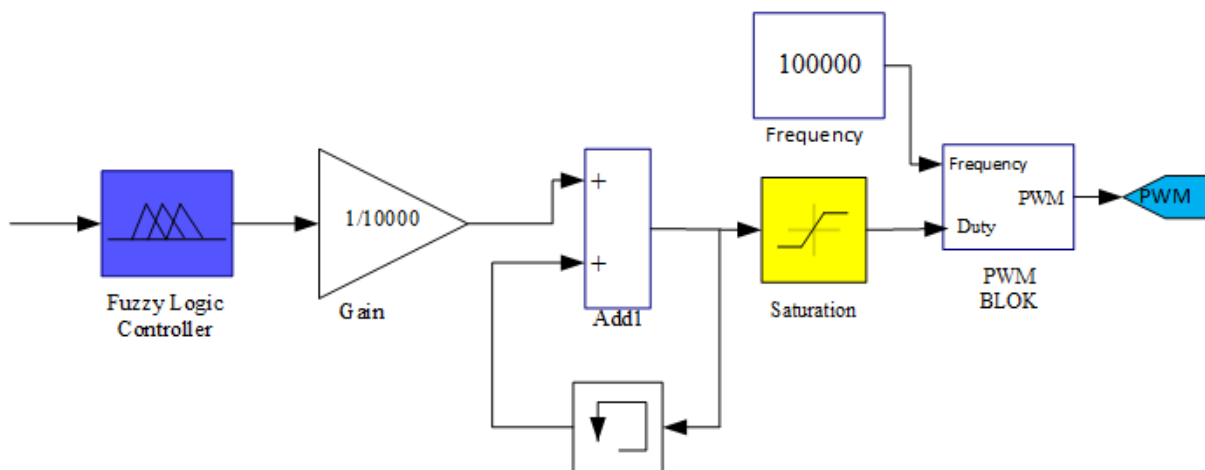 100000
Frequency
Frequency
PWM
Duty
PWM
BLOK
PWM
1/10000
Gain
+
+
Add1
Saturation
Fuzzy Logic
Controller